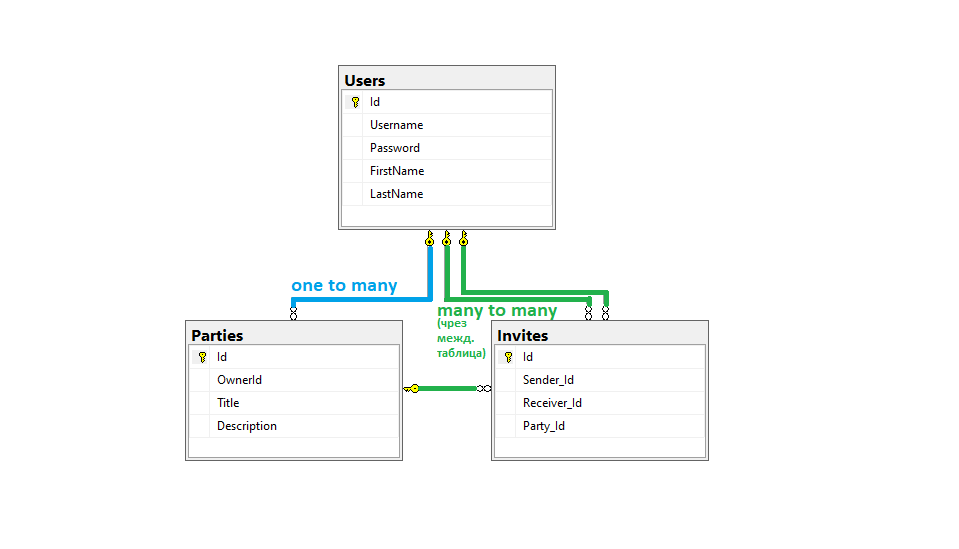 Users
Id
Username
Password
FirstName
LastName
one to many
many to many
(чрез
межд.
таблица)
Parties
Id
OwnerId
Title
Description
Invites
Id
Sender_Id
Receiver_Id
Party_Id